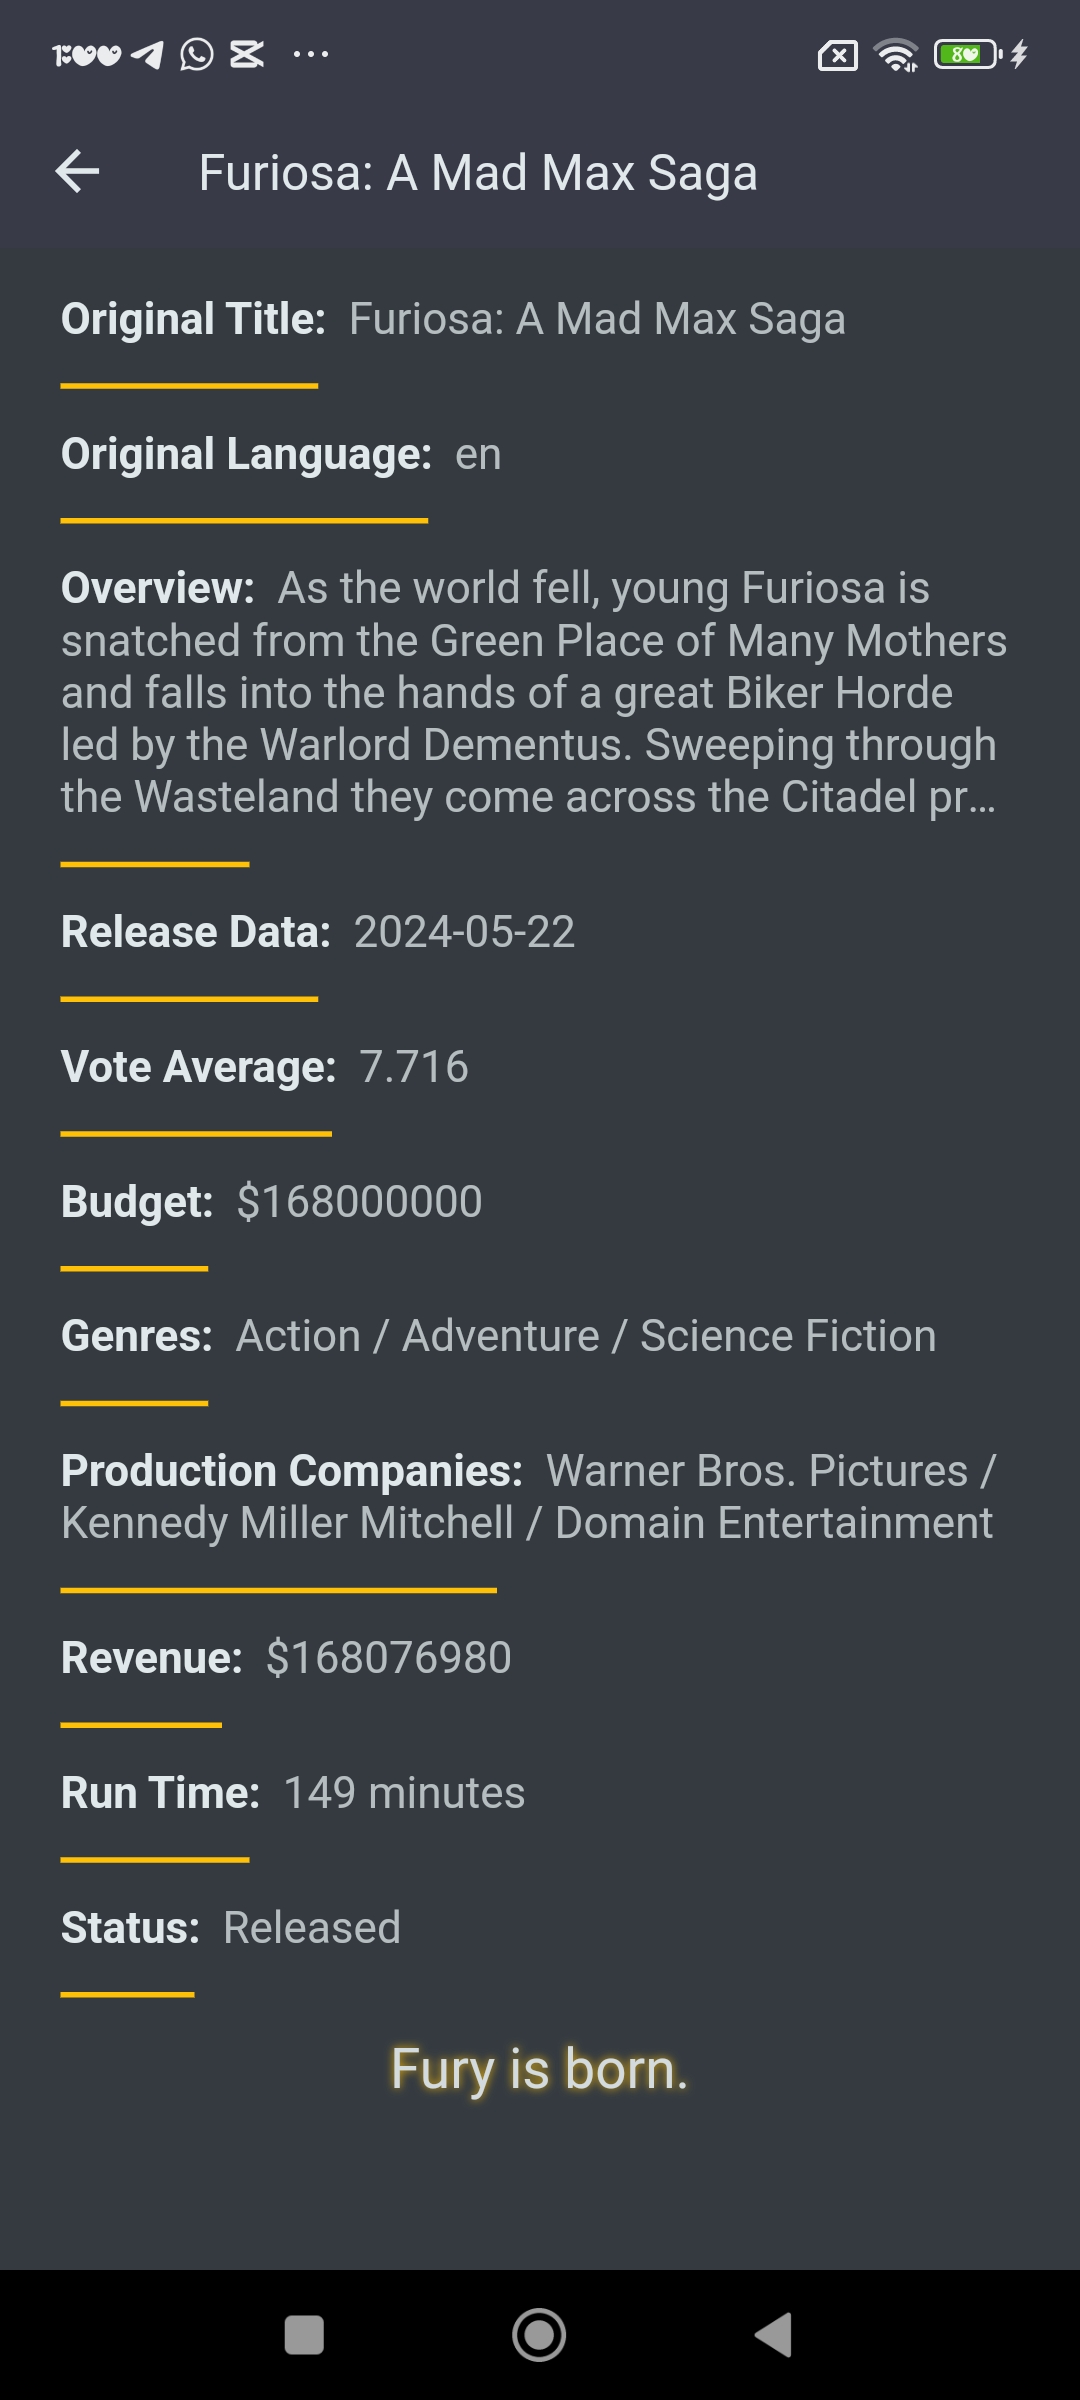 Furiosa: A Mad Max Saga
Original Title: Furiosa: A Mad Max Saga
Original Language: en
Overview: As the world fell, young Furiosa is
snatched from the Green Place of Many Mothers
and falls into the hands of a great Biker Horde
led by the Warlord Dementus. Sweeping through
the Wasteland they come across the Citadel pr...
Release Data: 2024-05-22
Vote Average: 7.716
Budget: $168000000
Genres: Action / Adventure / Science Fiction
Production Companies: Warner Bros. Pictures /
Kennedy Miller Mitchell / Domain Entertainment
Revenue: $168076980
Run Time: 149 minutes
Status: Released
Fury is born.